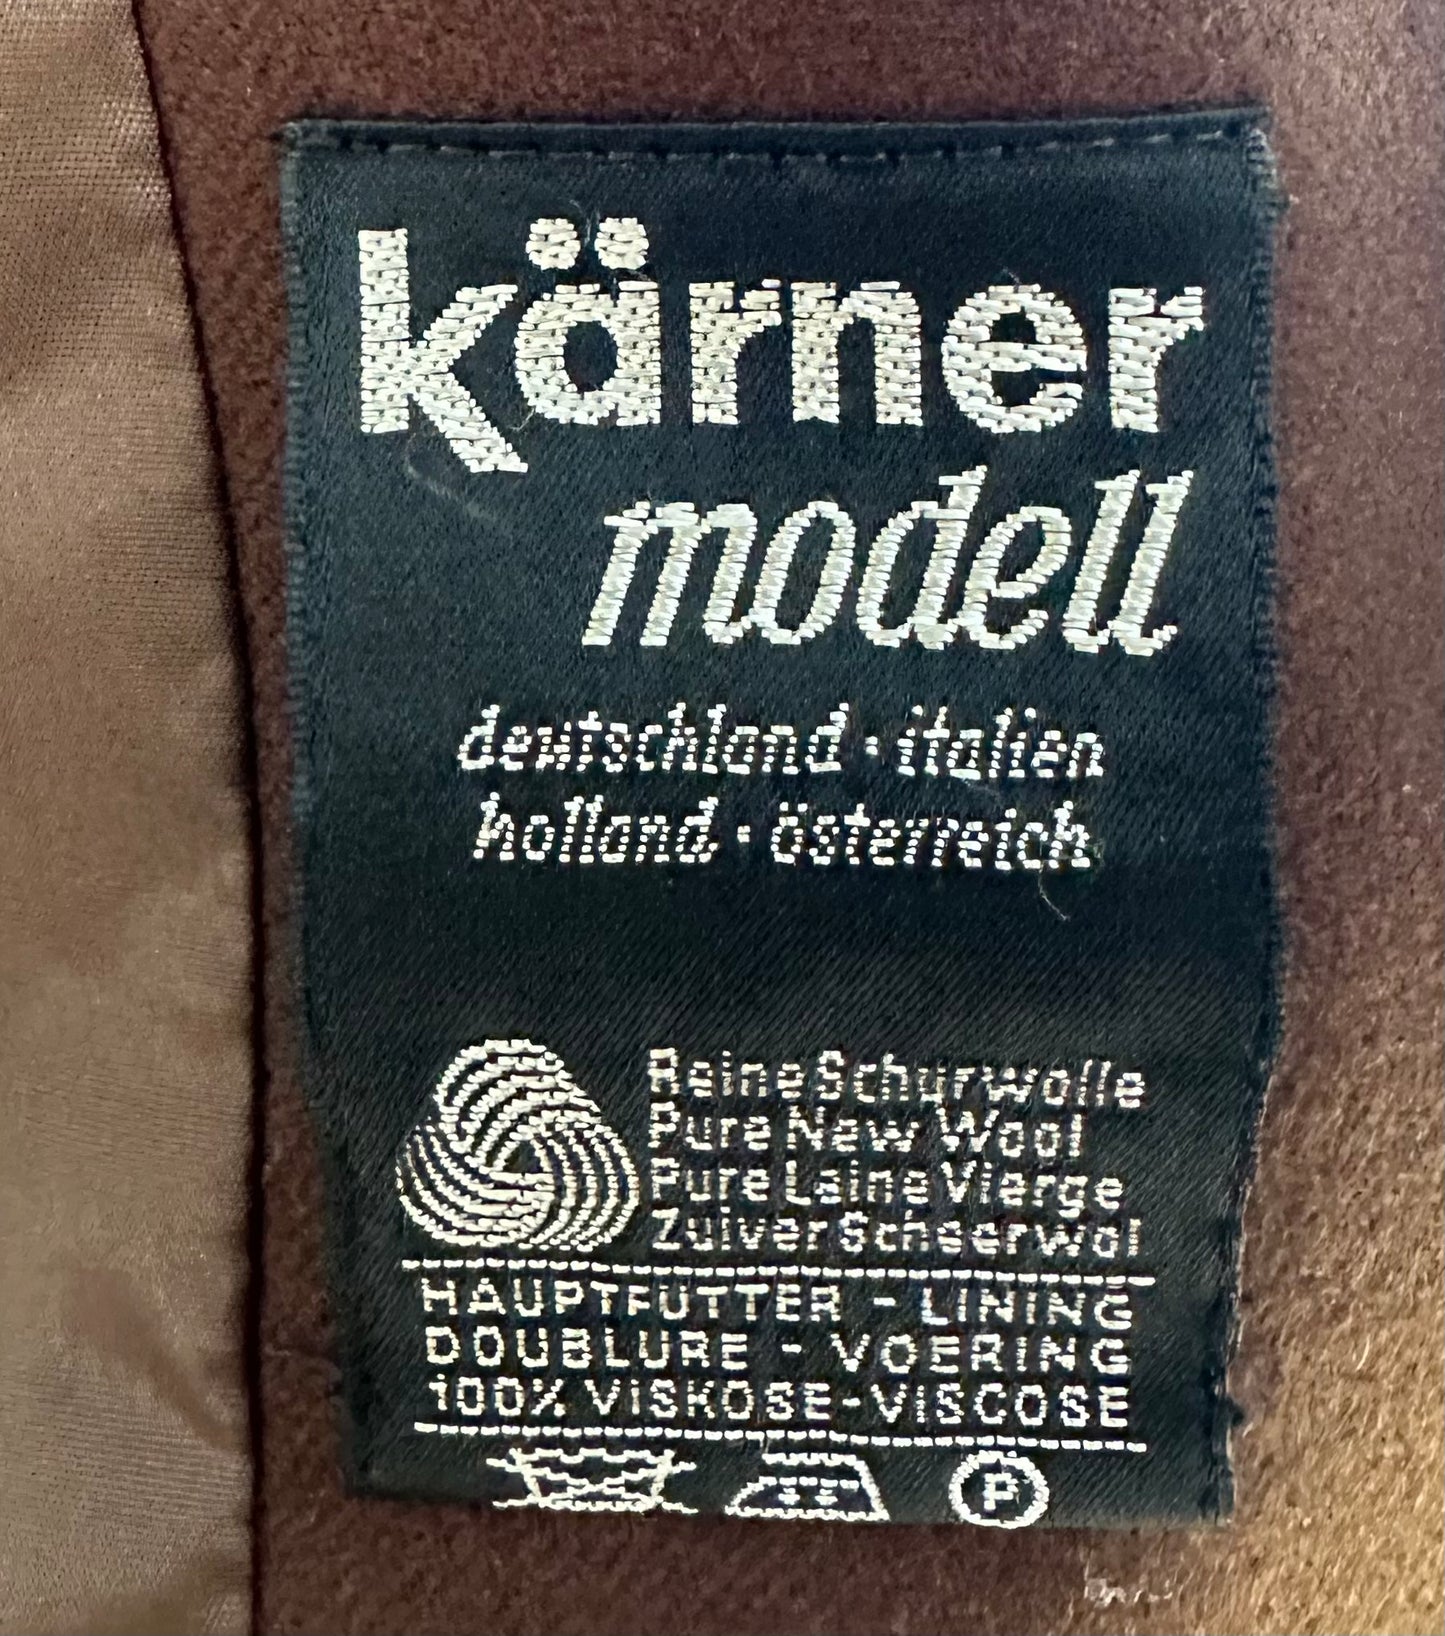 kärner
modell
deutschland · italien
holland · österreich
Reine Schurwolle
Pure New Wool
Pure Laine Vierge
Zuiver Scheerwol
HAUPTFUTTER - LINING
DOUBLURE - VOERING
100% VISKOSE-VISCOSE
P